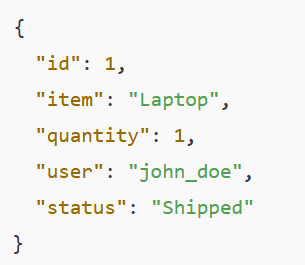 {
  "id": 1,
  "item": "Laptop",
  "quantity": 1,
  "user": "john_doe",
  "status": "Shipped"
}